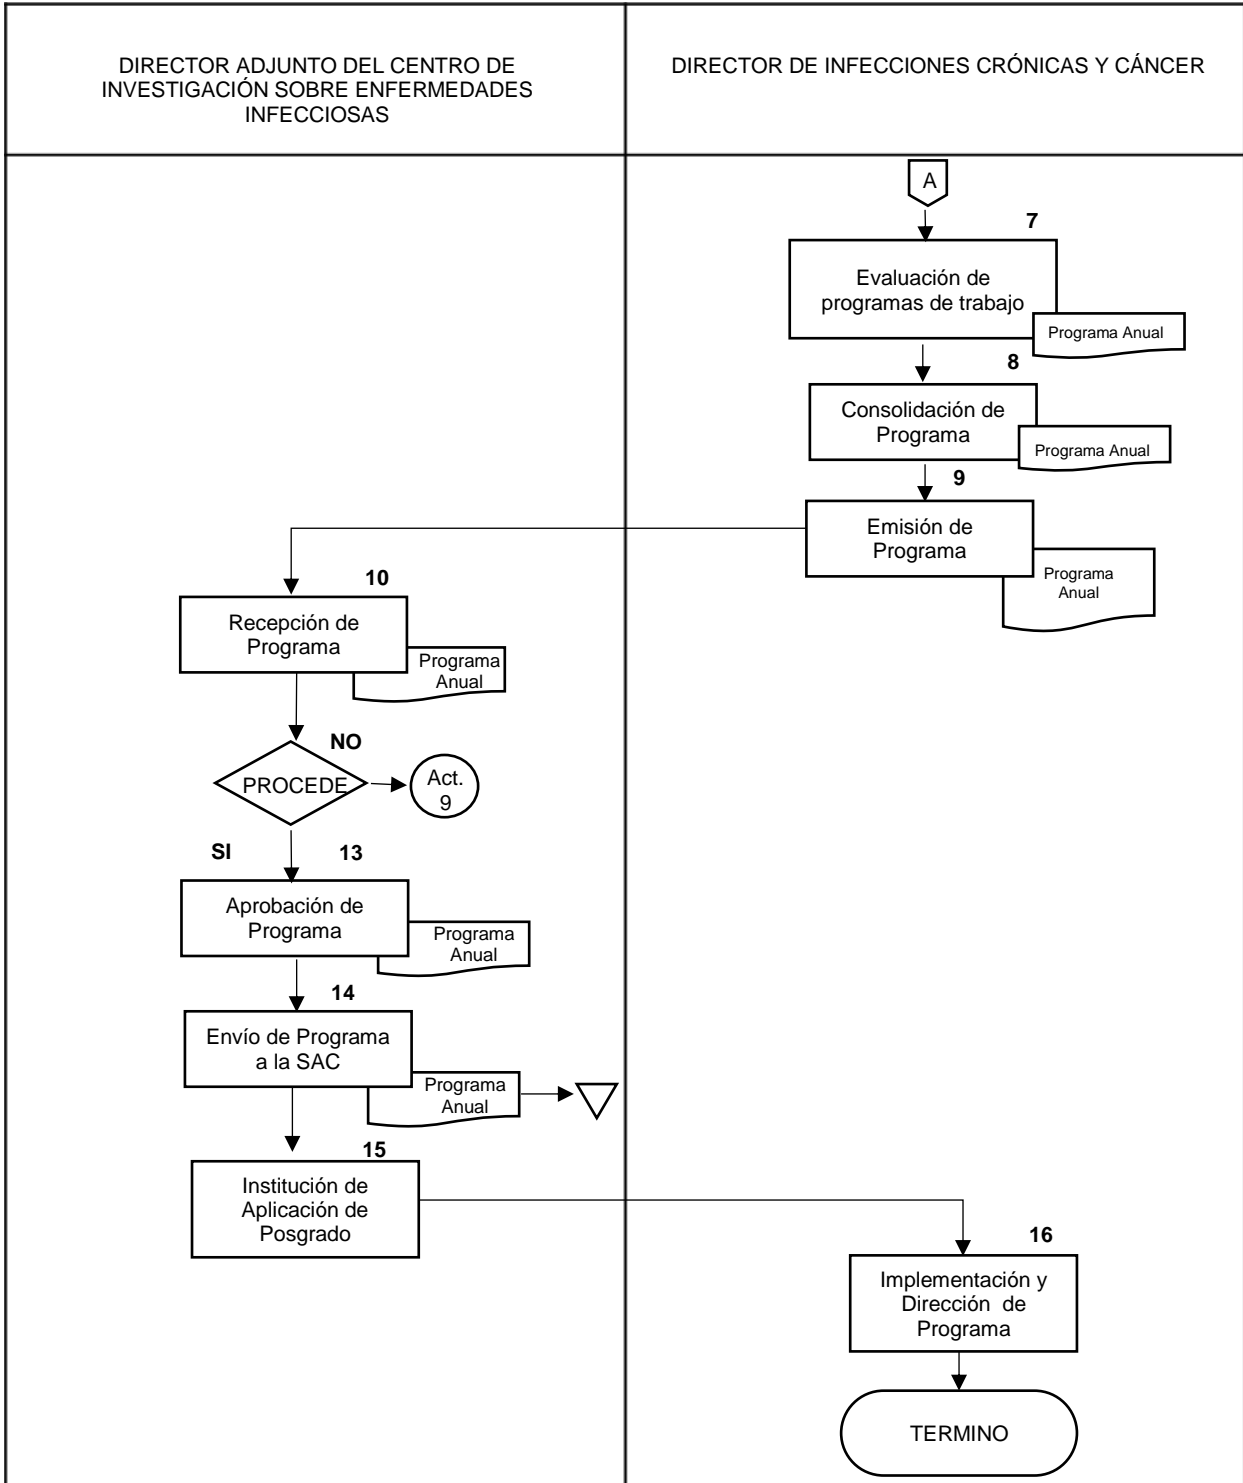 DIRECTOR ADJUNTO DEL CENTRO DE
INVESTIGACIÓN SOBRE ENFERMEDADES
INFECCIOSAS
DIRECTOR DE INFECCIONES CRÓNICAS Y CÁNCER
A
7
Evaluación de
programas de trabajo
Programa Anual
8
Consolidación de
Programa
Programa Anual
9
Emisión de
Programa
Programa
Anual
10
Recepción de
Programa
Programa
Anual
NO
PROCEDE
Act.
9
SI
13
Aprobación de
Programa
Programa
Anual
14
Envío de Programa
a la SAC
Programa
Anual
15
Institución de
Aplicación de
Posgrado
16
Implementación y
Dirección  de
Programa
TERMINO